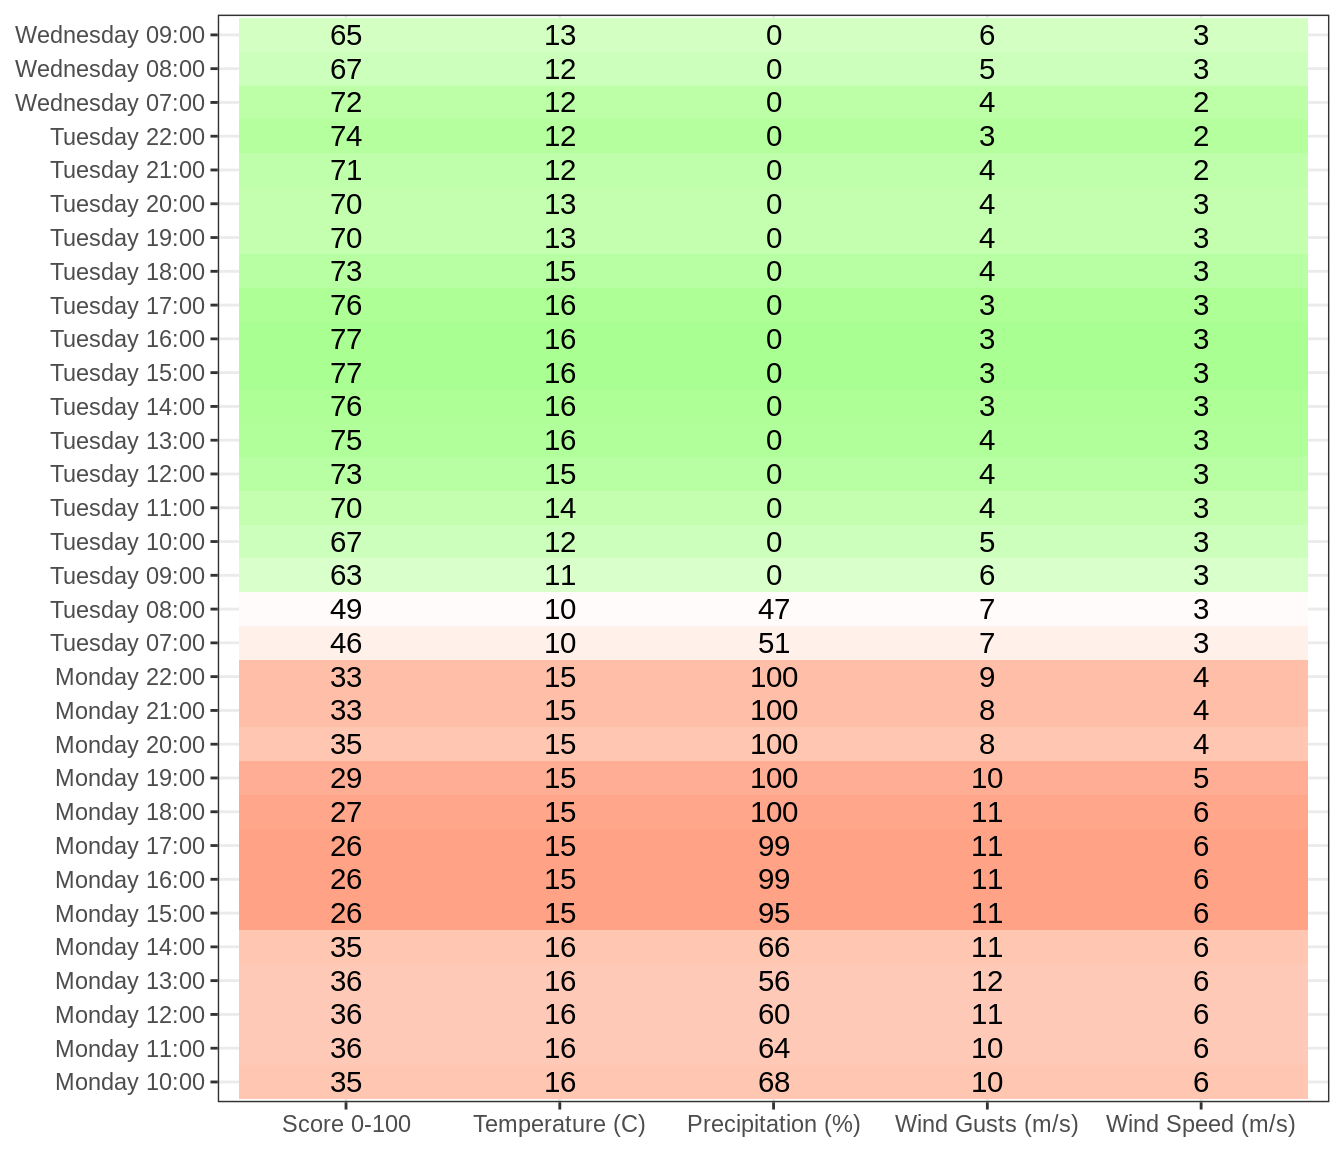 Wednesday 09:00 65 13 0 6 3
Wednesday 08:00 67 12 0 5 3
Wednesday 07:00 72 12 0 4 2
Tuesday 22:00 74 12 0 3 2
Tuesday 21:00 71 12 0 4 2
Tuesday 20:00 70 13 0 4 3
Tuesday 19:00 70 13 0 4 3
Tuesday 18:00 73 15 0 4 3
Tuesday 17:00 76 16 0 3 3
Tuesday 16:00 77 16 0 3 3
Tuesday 15:00 77 16 0 3 3
Tuesday 14:00 76 16 0 3 3
Tuesday 13:00 75 16 0 4 3
Tuesday 12:00 73 15 0 4 3
Tuesday 11:00 70 14 0 4 3
Tuesday 10:00 67 12 0 5 3
Tuesday 09:00 63 11 0 6 3
Tuesday 08:00 49 10 47 7 3
Tuesday 07:00 46 10 51 7 3
Monday 22:00 33 15 100 9 4
Monday 21:00 33 15 100 8 4
Monday 20:00 35 15 100 8 4
Monday 19:00 29 15 100 10 5
Monday 18:00 27 15 100 11 6
Monday 17:00 26 15 99 11 6
Monday 16:00 26 15 99 11 6
Monday 15:00 26 15 95 11 6
Monday 14:00 35 16 66 11 6
Monday 13:00 36 16 56 12 6
Monday 12:00 36 16 60 11 6
Monday 11:00 36 16 64 10 6
Monday 10:00 35 16 68 10 6
Score 0-100 Temperature (C) Precipitation (%) Wind Gusts (m/s) Wind Speed (m/s)